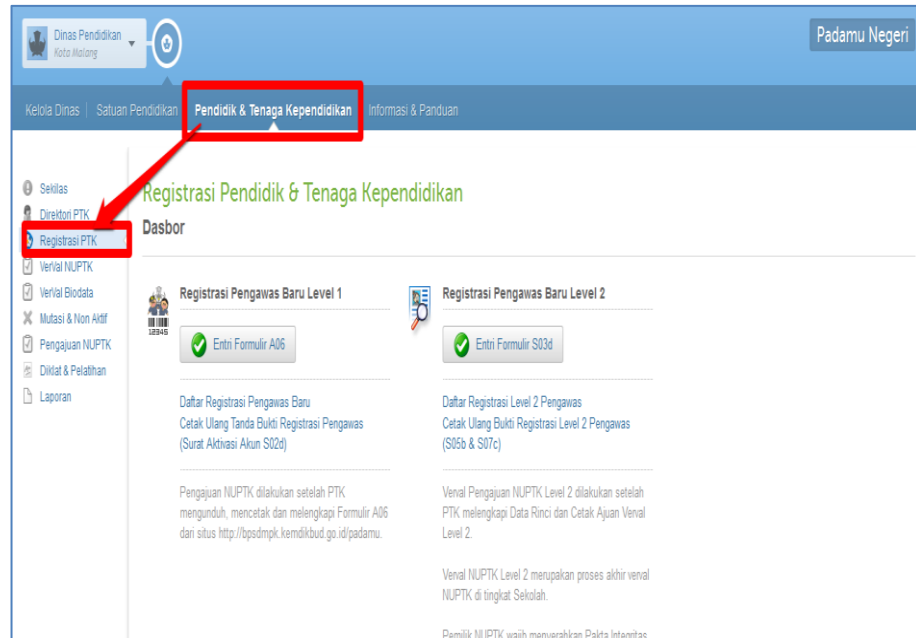 Dinas Pendidikan
Kota Malang
Padamu Negeri
Kelola Dinas | Satuan Pendidikan Pendidik & Tenaga Kependidikan Informasi & Panduan
Sekilas
Direktori PTK
Registrasi PTK
VerVal NUPTK
VerVal Biodata
Mutasi & Non Aktif
Pengajuan NUPTK
Diklat & Pelatihan
Laporan
Registrasi Pendidik & Tenaga Kependidikan
Dasbor
12345
Registrasi Pengawas Baru Level 1
Entri Formulir A06
Daftar Registrasi Pengawas Baru
Cetak Ulang Tanda Bukti Registrasi Pengawas
(Surat Aktivasi Akun S02d)
Pengajuan NUPTK dilakukan setelah PTK
mengunduh, mencetak dan melengkapi Formulir A06
dari situs http://bpsdmpk.kemdikbud.go.id/padamu.
Registrasi Pengawas Baru Level 2
Entri Formulir S03d
Daftar Registrasi Level 2 Pengawas
Cetak Ulang Bukti Registrasi Level 2 Pengawas
(S05b & S07c)
Verval Pengajuan NUPTK Level 2 dilakukan setelah
PTK melengkapi Data Rinci dan Cetak Ajuan Verval
Level 2.
Verval NUPTK Level 2 merupakan proses akhir verval
NUPTK di tingkat Sekolah.
Pemilik NUPTK wajib menyerahkan Pakta Integritas